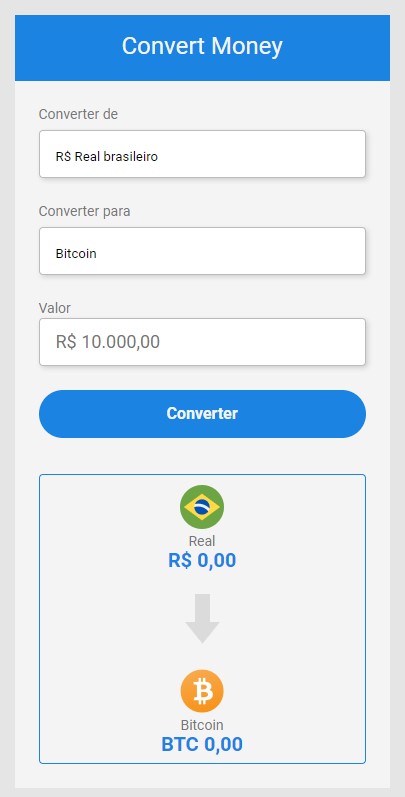 Convert Money
Converter de
R$ Real brasileiro
Converter para
Bitcoin
Valor
R$ 10.000,00
Converter
Real
R$ 0,00
Bitcoin
BTC 0,00